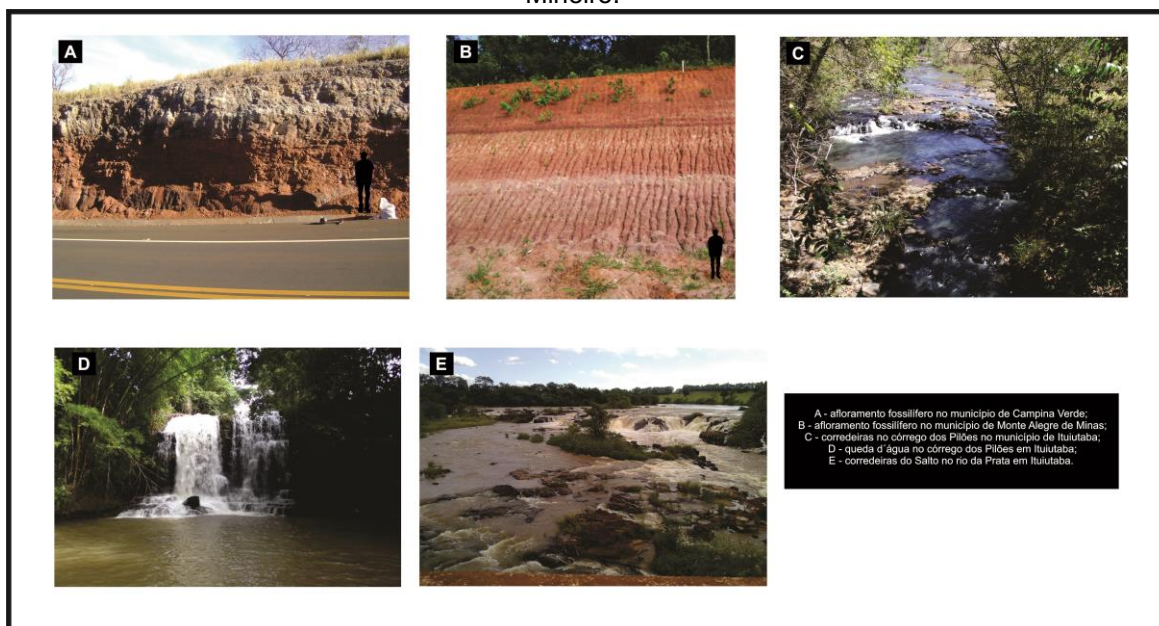 Mineiro.
A
B
C
D
E
A - afloramento fossilífero no município de Campina Verde;
B - afloramento fossilífero no município de Monte Alegre de Minas;
C - corredeiras no córrego dos Pilões no município de Ituiutaba;
D - queda d´água no córrego dos Pilões em Ituiutaba;
E - corredeiras do Salto no rio da Prata em Ituiutaba.